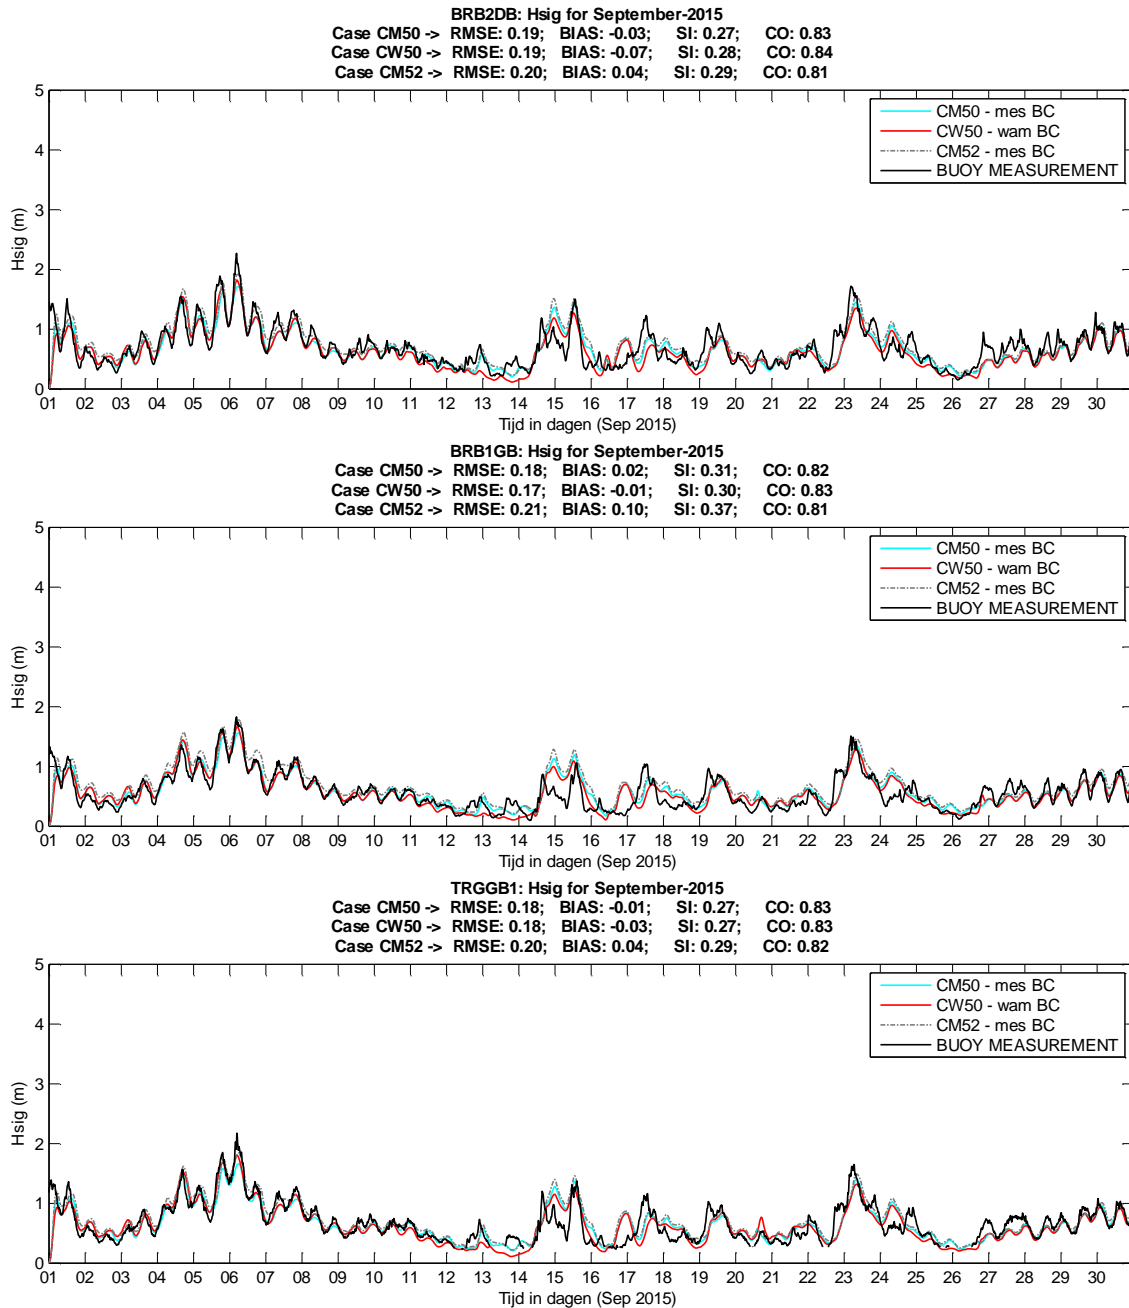 BRB2DB: Hsig for September-2015
Case CM50 -> RMSE: 0.19; BIAS: -0.03; SI: 0.27; CO: 0.83
Case CW50 -> RMSE: 0.19; BIAS: -0.07; SI: 0.28; CO: 0.84
Case CM52 -> RMSE: 0.20; BIAS: 0.04; SI: 0.29; CO: 0.81
5
4
3
2
1
0
Hsig (m)
CM50 - mes BC
CW50 - wam BC
CM52 - mes BC
BUOY MEASUREMENT
01 02 03 04 05 06 07 08 09 10 11 12 13 14 15 16 17 18 19 20 21 22 23 24 25 26 27 28 29 30
Tijd in dagen (Sep 2015)
BRB1GB: Hsig for September-2015
Case CM50 -> RMSE: 0.18; BIAS: 0.02; SI: 0.31; CO: 0.82
Case CW50 -> RMSE: 0.17; BIAS: -0.01; SI: 0.30; CO: 0.83
Case CM52 -> RMSE: 0.21; BIAS: 0.10; SI: 0.37; CO: 0.81
5
4
3
2
1
0
Hsig (m)
CM50 - mes BC
CW50 - wam BC
CM52 - mes BC
BUOY MEASUREMENT
01 02 03 04 05 06 07 08 09 10 11 12 13 14 15 16 17 18 19 20 21 22 23 24 25 26 27 28 29 30
Tijd in dagen (Sep 2015)
TRGGB1: Hsig for September-2015
Case CM50 -> RMSE: 0.18; BIAS: -0.01; SI: 0.27; CO: 0.83
Case CW50 -> RMSE: 0.18; BIAS: -0.03; SI: 0.27; CO: 0.83
Case CM52 -> RMSE: 0.20; BIAS: 0.04; SI: 0.29; CO: 0.82
5
4
3
2
1
0
Hsig (m)
CM50 - mes BC
CW50 - wam BC
CM52 - mes BC
BUOY MEASUREMENT
01 02 03 04 05 06 07 08 09 10 11 12 13 14 15 16 17 18 19 20 21 22 23 24 25 26 27 28 29 30
Tijd in dagen (Sep 2015)